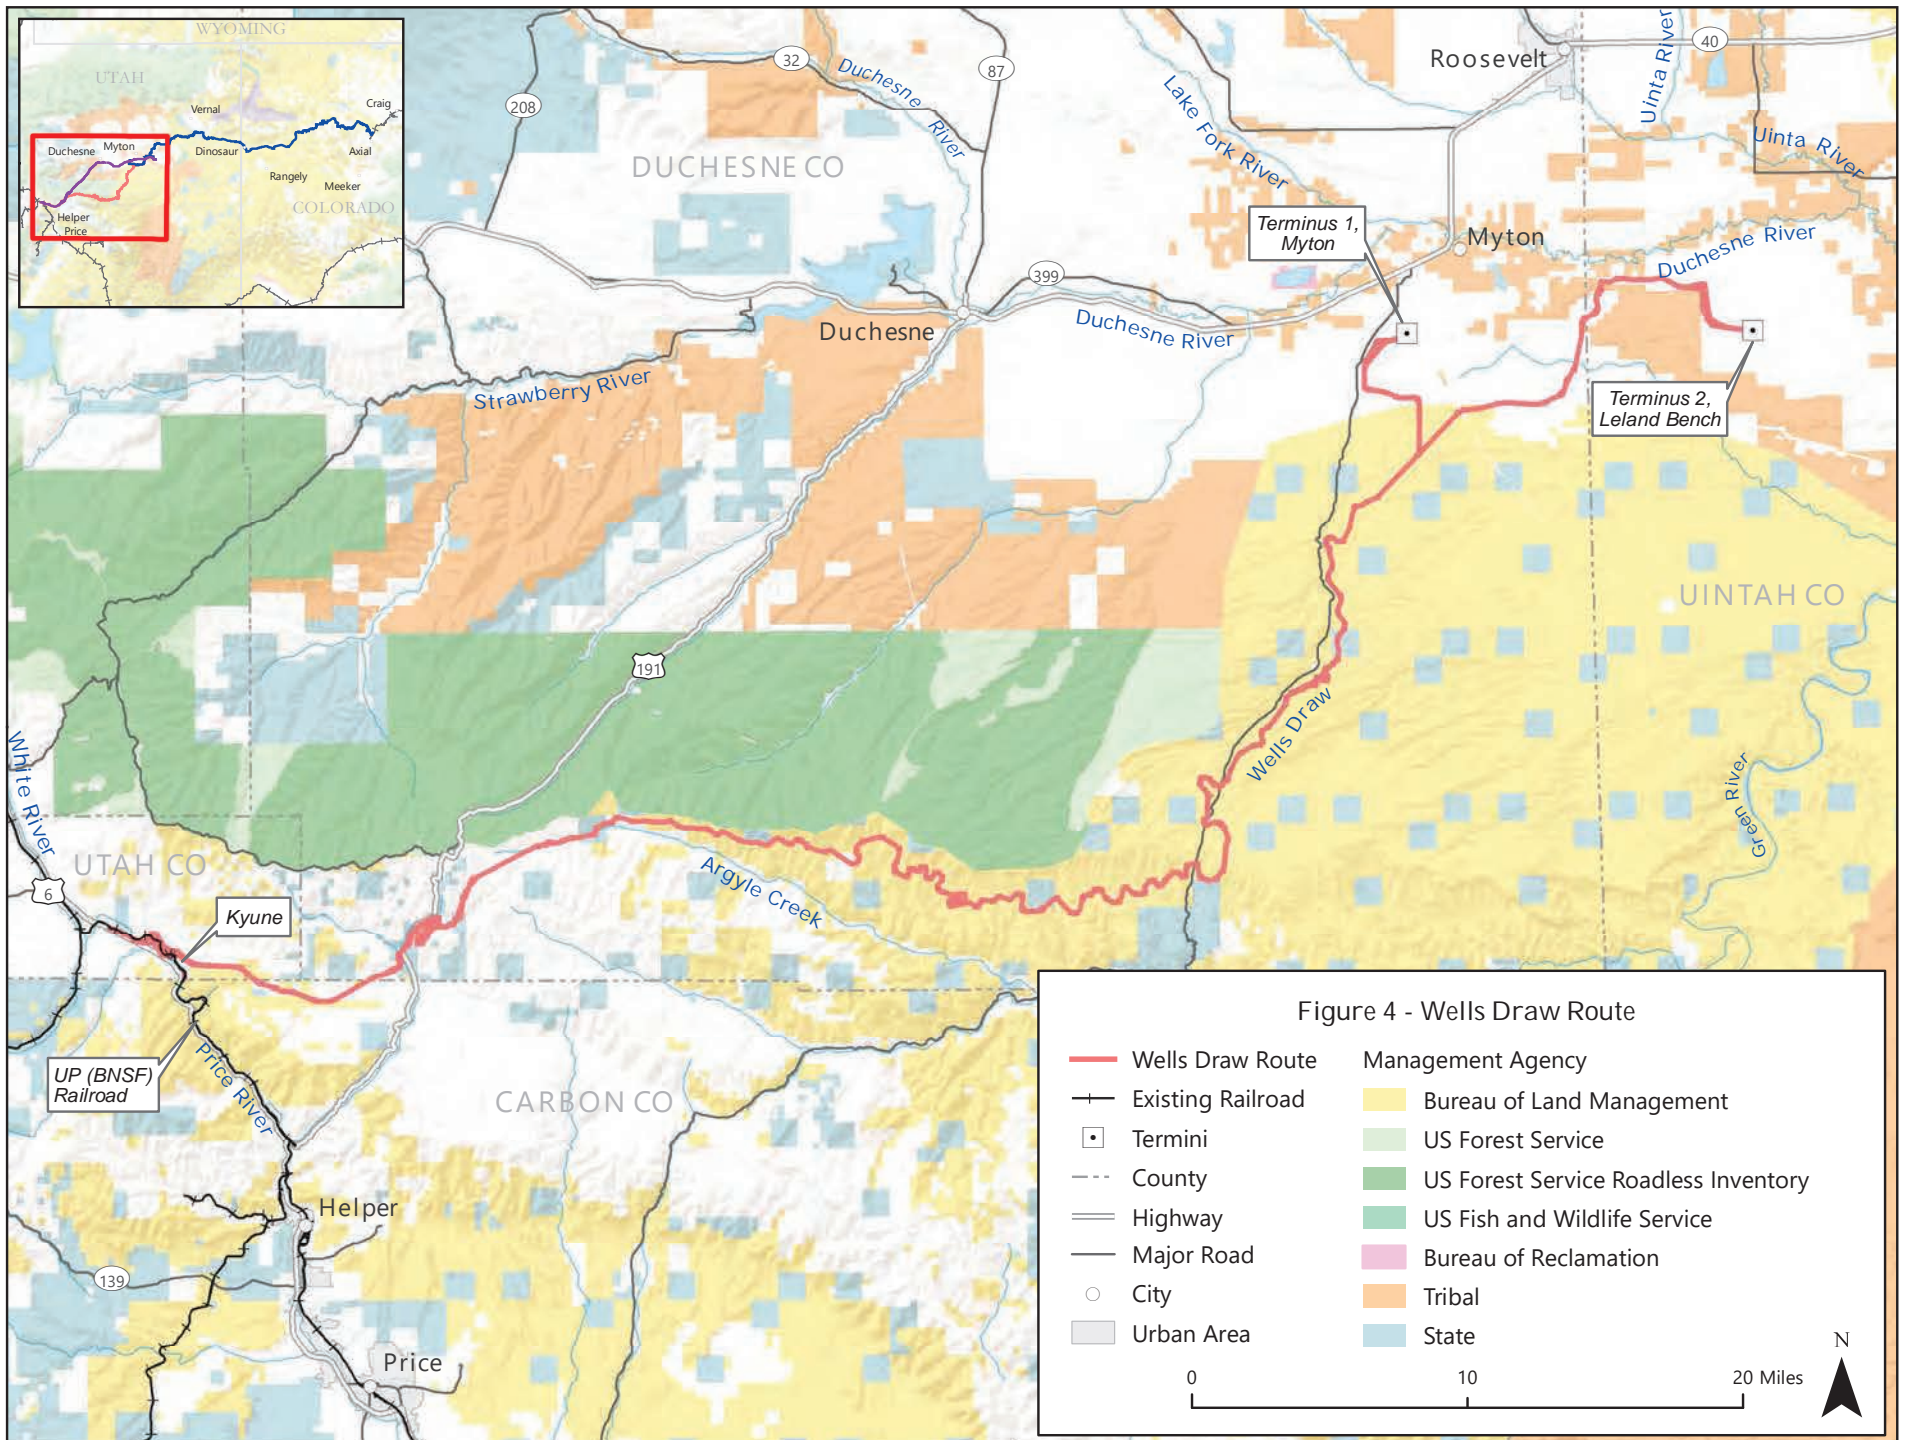 WYOMING
UTAH
Vernal
Craig
Duchesne
Myton
Dinosaur
Axial
Rangely
Meeker
COLORADO
Helper
Price
208
32
Duchesne
River
87
Lake Fork River
Roosevelt
40
Uinta River
Uinta River
DUCHESNE CO
Terminus 1,
Myton
Myton
Duchesne River
399
Duchesne
Duchesne River
Strawberry River
Terminus 2,
Leland Bench
UINTAH CO
191
Wells Draw
Green River
White River
UTAH CO
6
Kyune
Argyle Creek
UP (BNSF)
Railroad
Price River
CARBON CO
Helper
139
Price
Figure 4 - Wells Draw Route
Wells Draw Route
Existing Railroad
Termini
County
Highway
Major Road
City
Urban Area
Management Agency
Bureau of Land Management
US Forest Service
US Forest Service Roadless Inventory
US Fish and Wildlife Service
Bureau of Reclamation
Tribal
State
N
0 10 20 Miles